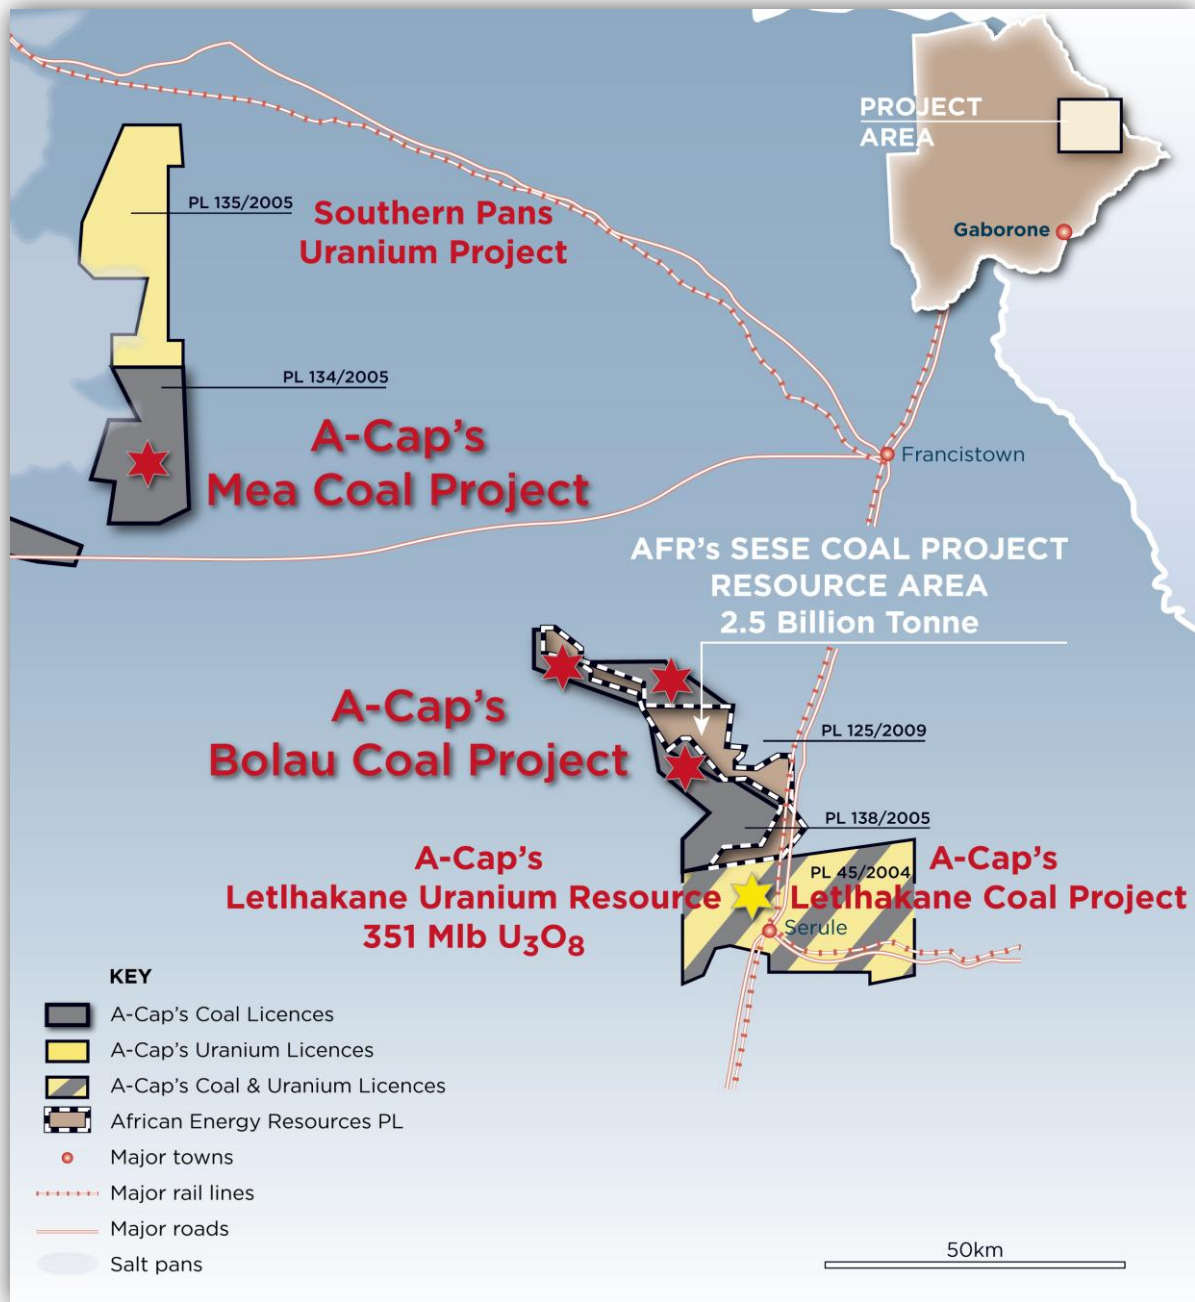 PROJECT
AREA
PL 135/2005
Southern Pans
Uranium Project
Gaborone
PL 134/2005
A-Cap's
Mea Coal Project
Francistown
AFR's SESE COAL PROJECT
RESOURCE AREA
2.5 Billion Tonne
A-Cap's
Bolau Coal Project
PL 125/2009
PL 138/2005
A-Cap's
Letlhakane Uranium Resource
351 Mlb U₃O₈
PL 45/2004
A-Cap's
Letlhakane Coal Project
Serule
KEY
A-Cap's Coal Licences
A-Cap's Uranium Licences
A-Cap's Coal & Uranium Licences
African Energy Resources PL
Major towns
Major rail lines
Major roads
Salt pans
50km